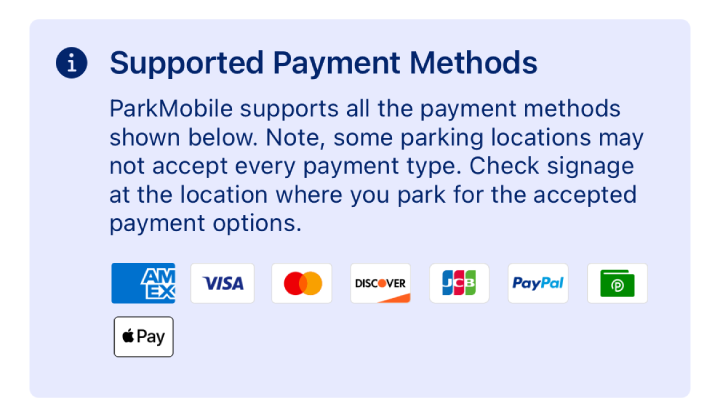 Supported Payment Methods
ParkMobile supports all the payment methods
shown below. Note, some parking locations may
not accept every payment type. Check signage
at the location where you park for the accepted
payment options.
AM
EX
VISA
DISCOVER
JCB
PayPal
P
Pay